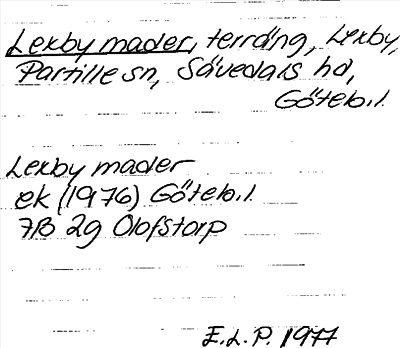 Lexby mader, terräng, Lexby,
Partille sn, Sävedals hd,
Göteb.l.
Lexby mader
ek (1976) Göteb.l.
7B 2g Olofstorp
E.L.P. 1977